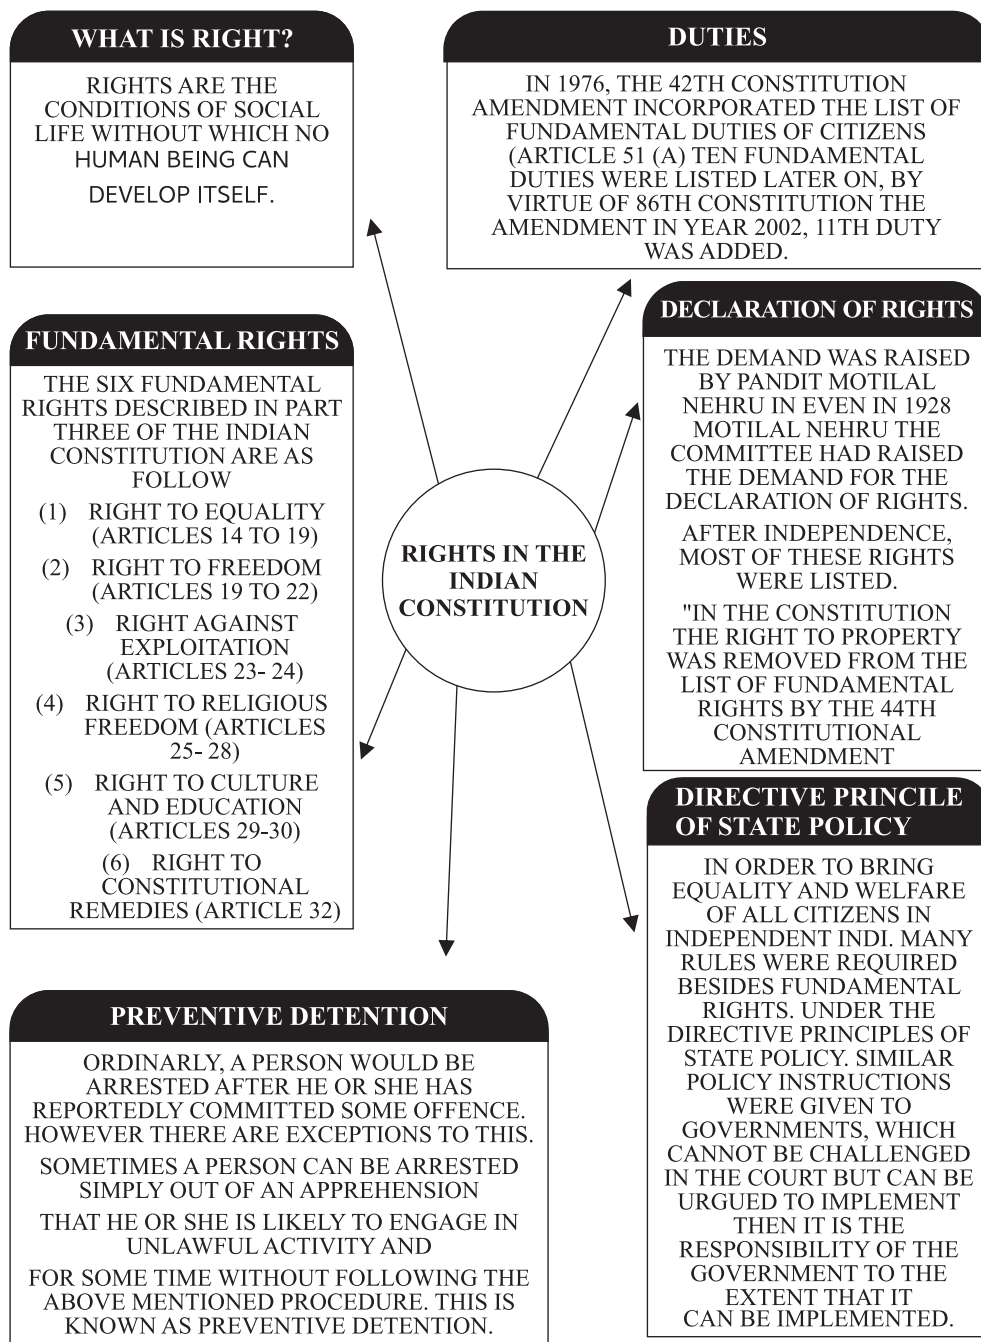 WHAT IS RIGHT?
RIGHTS ARE THE
CONDITIONS OF SOCIAL
LIFE WITHOUT WHICH NO
HUMAN BEING CAN
DEVELOP ITSELF.
DUTIES
IN 1976, THE 42TH CONSTITUTION
AMENDMENT INCORPORATED THE LIST OF
FUNDAMENTAL DUTIES OF CITIZENS
(ARTICLE 51 (A) TEN FUNDAMENTAL
DUTIES WERE LISTED LATER ON, BY
VIRTUE OF 86TH CONSTITUTION THE
AMENDMENT IN YEAR 2002, 11TH DUTY
WAS ADDED.
FUNDAMENTAL RIGHTS
THE SIX FUNDAMENTAL
RIGHTS DESCRIBED IN PART
THREE OF THE INDIAN
CONSTITUTION ARE AS
FOLLOW
(1) RIGHT TO EQUALITY
(ARTICLES 14 TO 19)
(2) RIGHT TO FREEDOM
(ARTICLES 19 TO 22)
(3) RIGHT AGAINST
EXPLOITATION
(ARTICLES 23- 24)
(4) RIGHT TO RELIGIOUS
FREEDOM (ARTICLES
25- 28)
(5) RIGHT TO CULTURE
AND EDUCATION
(ARTICLES 29-30)
(6) RIGHT TO
CONSTITUTIONAL
REMEDIES (ARTICLE 32)
RIGHTS IN THE
INDIAN
CONSTITUTION
DECLARATION OF RIGHTS
THE DEMAND WAS RAISED
BY PANDIT MOTILAL
NEHRU IN EVEN IN 1928
MOTILAL NEHRU THE
COMMITTEE HAD RAISED
THE DEMAND FOR THE
DECLARATION OF RIGHTS.
AFTER INDEPENDENCE,
MOST OF THESE RIGHTS
WERE LISTED.
"IN THE CONSTITUTION
THE RIGHT TO PROPERTY
WAS REMOVED FROM THE
LIST OF FUNDAMENTAL
RIGHTS BY THE 44TH
CONSTITUTIONAL
AMENDMENT
DIRECTIVE PRINCILE
OF STATE POLICY
IN ORDER TO BRING
EQUALITY AND WELFARE
OF ALL CITIZENS IN
INDEPENDENT INDI. MANY
RULES WERE REQUIRED
BESIDES FUNDAMENTAL
RIGHTS. UNDER THE
DIRECTIVE PRINCIPLES OF
STATE POLICY. SIMILAR
POLICY INSTRUCTIONS
WERE GIVEN TO
GOVERNMENTS, WHICH
CANNOT BE CHALLENGED
IN THE COURT BUT CAN BE
URGUED TO IMPLEMENT
THEN IT IS THE
RESPONSIBILITY OF THE
GOVERNMENT TO THE
EXTENT THAT IT
CAN BE IMPLEMENTED.
PREVENTIVE DETENTION
ORDINARLY, A PERSON WOULD BE
ARRESTED AFTER HE OR SHE HAS
REPORTEDLY COMMITTED SOME OFFENCE.
HOWEVER THERE ARE EXCEPTIONS TO THIS.
SOMETIMES A PERSON CAN BE ARRESTED
SIMPLY OUT OF AN APPREHENSION
THAT HE OR SHE IS LIKELY TO ENGAGE IN
UNLAWFUL ACTIVITY AND
FOR SOME TIME WITHOUT FOLLOWING THE
ABOVE MENTIONED PROCEDURE. THIS IS
KNOWN AS PREVENTIVE DETENTION.